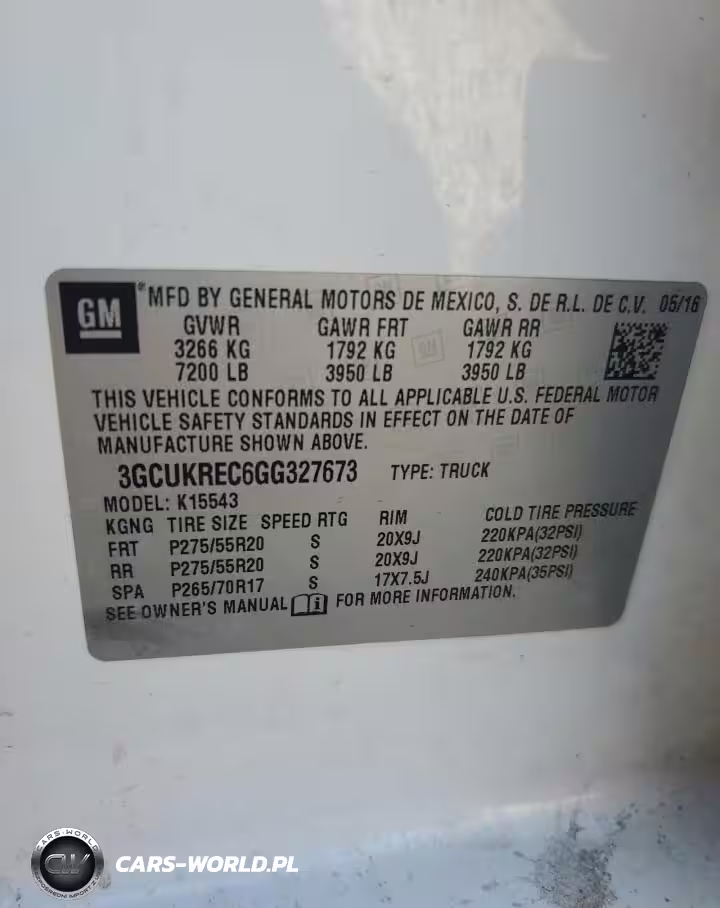 GM
®MFD BY GENERAL MOTORS DE MEXICO, S. DE R.L. DE C.V. 05/16
GVWR GAWR FRT GAWR RR
3266 KG 1792 KG 1792 KG
7200 LB 3950 LB 3950 LB
THIS VEHICLE CONFORMS TO ALL APPLICABLE U.S. FEDERAL MOTOR
VEHICLE SAFETY STANDARDS IN EFFECT ON THE DATE OF
MANUFACTURE SHOWN ABOVE.
3GCUKREC6GG327673 TYPE: TRUCK
MODEL: K15543
KGNG TIRE SIZE SPEED RTG RIM COLD TIRE PRESSURE
FRT P275/55R20 S 20X9J 220KPA(32PSI)
RR P275/55R20 S 20X9J 220KPA(32PSI)
SPA P265/70R17 S 17X7.5J 240KPA(35PSI)
SEE OWNER'S MANUAL FOR MORE INFORMATION.
CARS-WORLD
CW
CARS-WORLD.PL